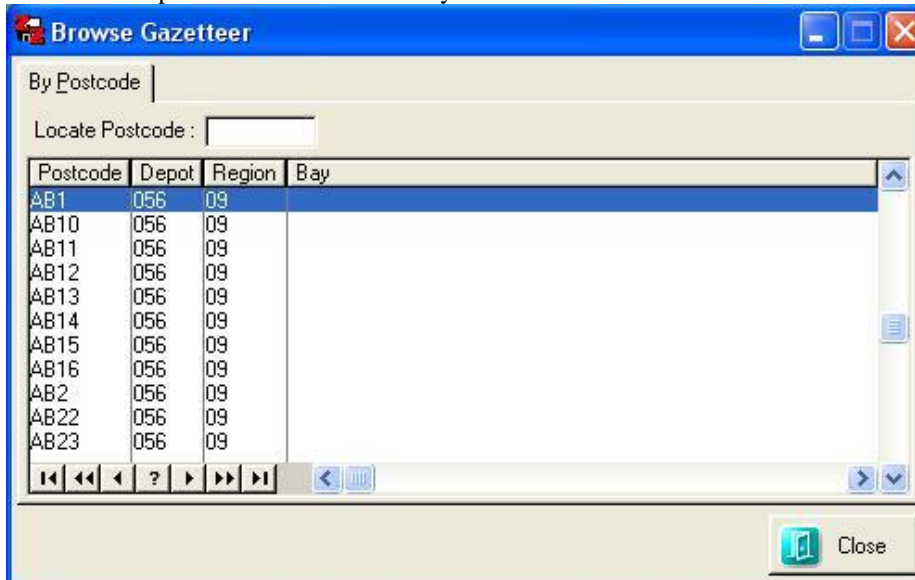 Browse Gazetteer
By Postcode
Locate Postcode :
Postcode Depot Region Bay
AB1 056 09
AB10 056 09
AB11 056 09
AB12 056 09
AB13 056 09
AB14 056 09
AB15 056 09
AB16 056 09
AB2 056 09
AB22 056 09
AB23 056 09
?
Close